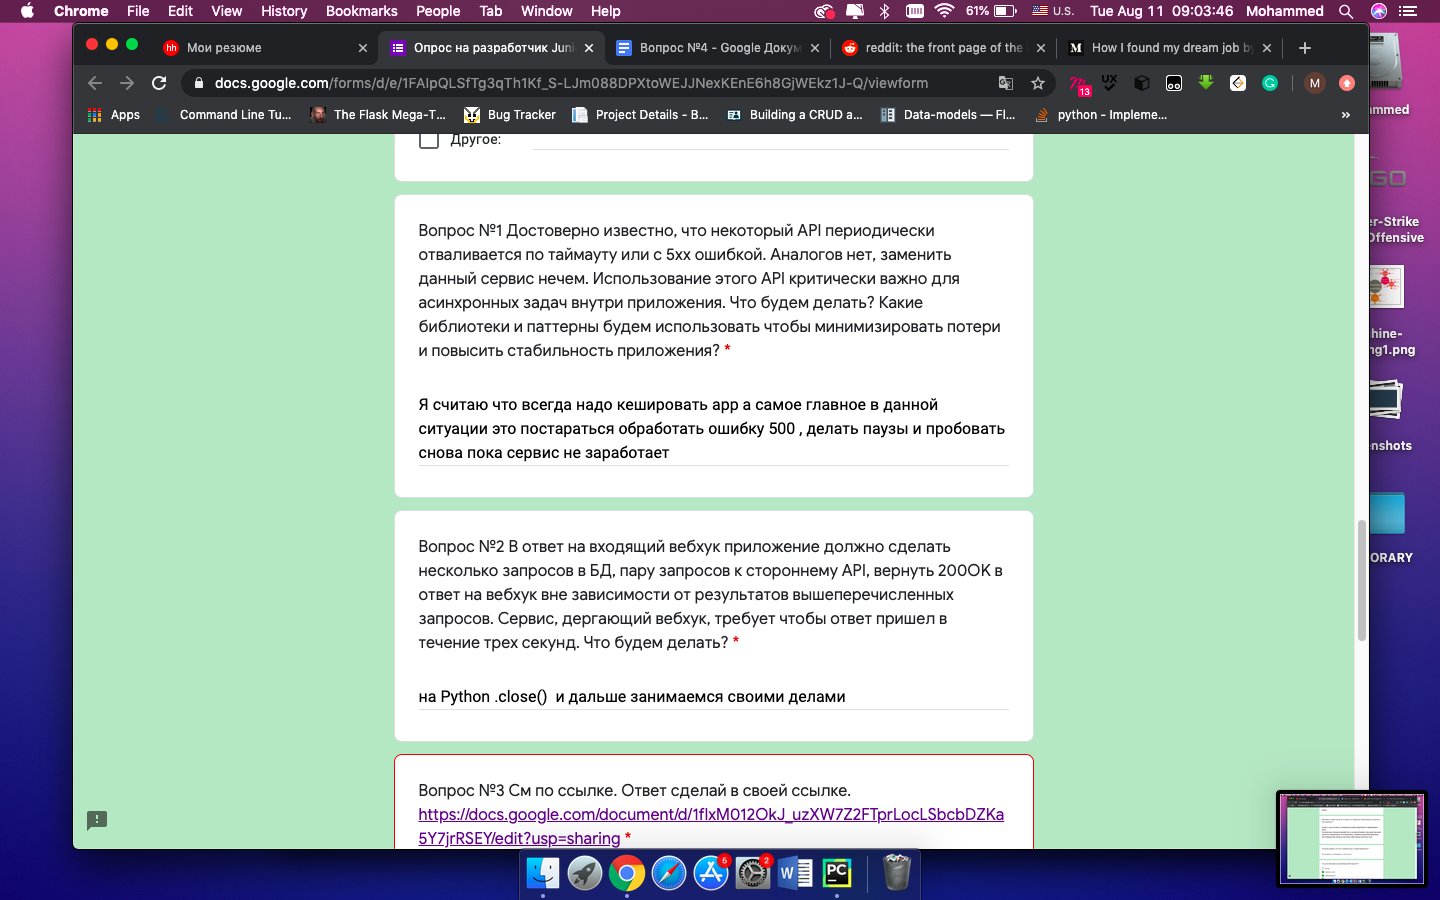 Chrome File Edit View History Bookmarks People Tab Window Help 61% U.S. Tue Aug 11 09:03:46 Mohammed
hh Мои резюме
Опрос на разработчик Juni
Вопрос №4 - Google Докум
reddit: the front page of the
M How I found my dream job by
docs.google.com/forms/d/e/1FAIpQLSfTg3qTh1Kf_S-LJm088DPXtoWEJJNexKEnE6h8GjWEkz1J-Q/viewform
13
UX
M
Apps Command Line Tu... The Flask Mega-T... Bug Tracker Project Details - B... Building a CRUD a... Data-models — Fl... python - Impleme... »
Другое:
Вопрос №1 Достоверно известно, что некоторый API периодически
отваливается по таймауту или с 5xx ошибкой. Аналогов нет, заменить
данный сервис нечем. Использование этого API критически важно для
асинхронных задач внутри приложения. Что будем делать? Какие
библиотеки и паттерны будем использовать чтобы минимизировать потери
и повысить стабильность приложения? *
Я считаю что всегда надо кешировать app а самое главное в данной
ситуации это постараться обработать ошибку 500 , делать паузы и пробовать
снова пока сервис не заработает
Вопрос №2 В ответ на входящий вебхук приложение должно сделать
несколько запросов в БД, пару запросов к стороннему API, вернуть 200OK в
ответ на вебхук вне зависимости от результатов вышеперечисленных
запросов. Сервис, дергающий вебхук, требует чтобы ответ пришел в
течение трех секунд. Что будем делать? *
на Python .close() и дальше занимаемся своими делами
Вопрос №3 См по ссылке. Ответ сделай в своей ссылке.
https://docs.google.com/document/d/1flxM012OkJ_uzXW7Z2FTprLocLSbcbDZKa
5Y7jrRSEY/edit?usp=sharing *
ammed
GO
er-Strike
Offensive
hine-
ng1.png
enshots
ORARY
6
2
W
PC